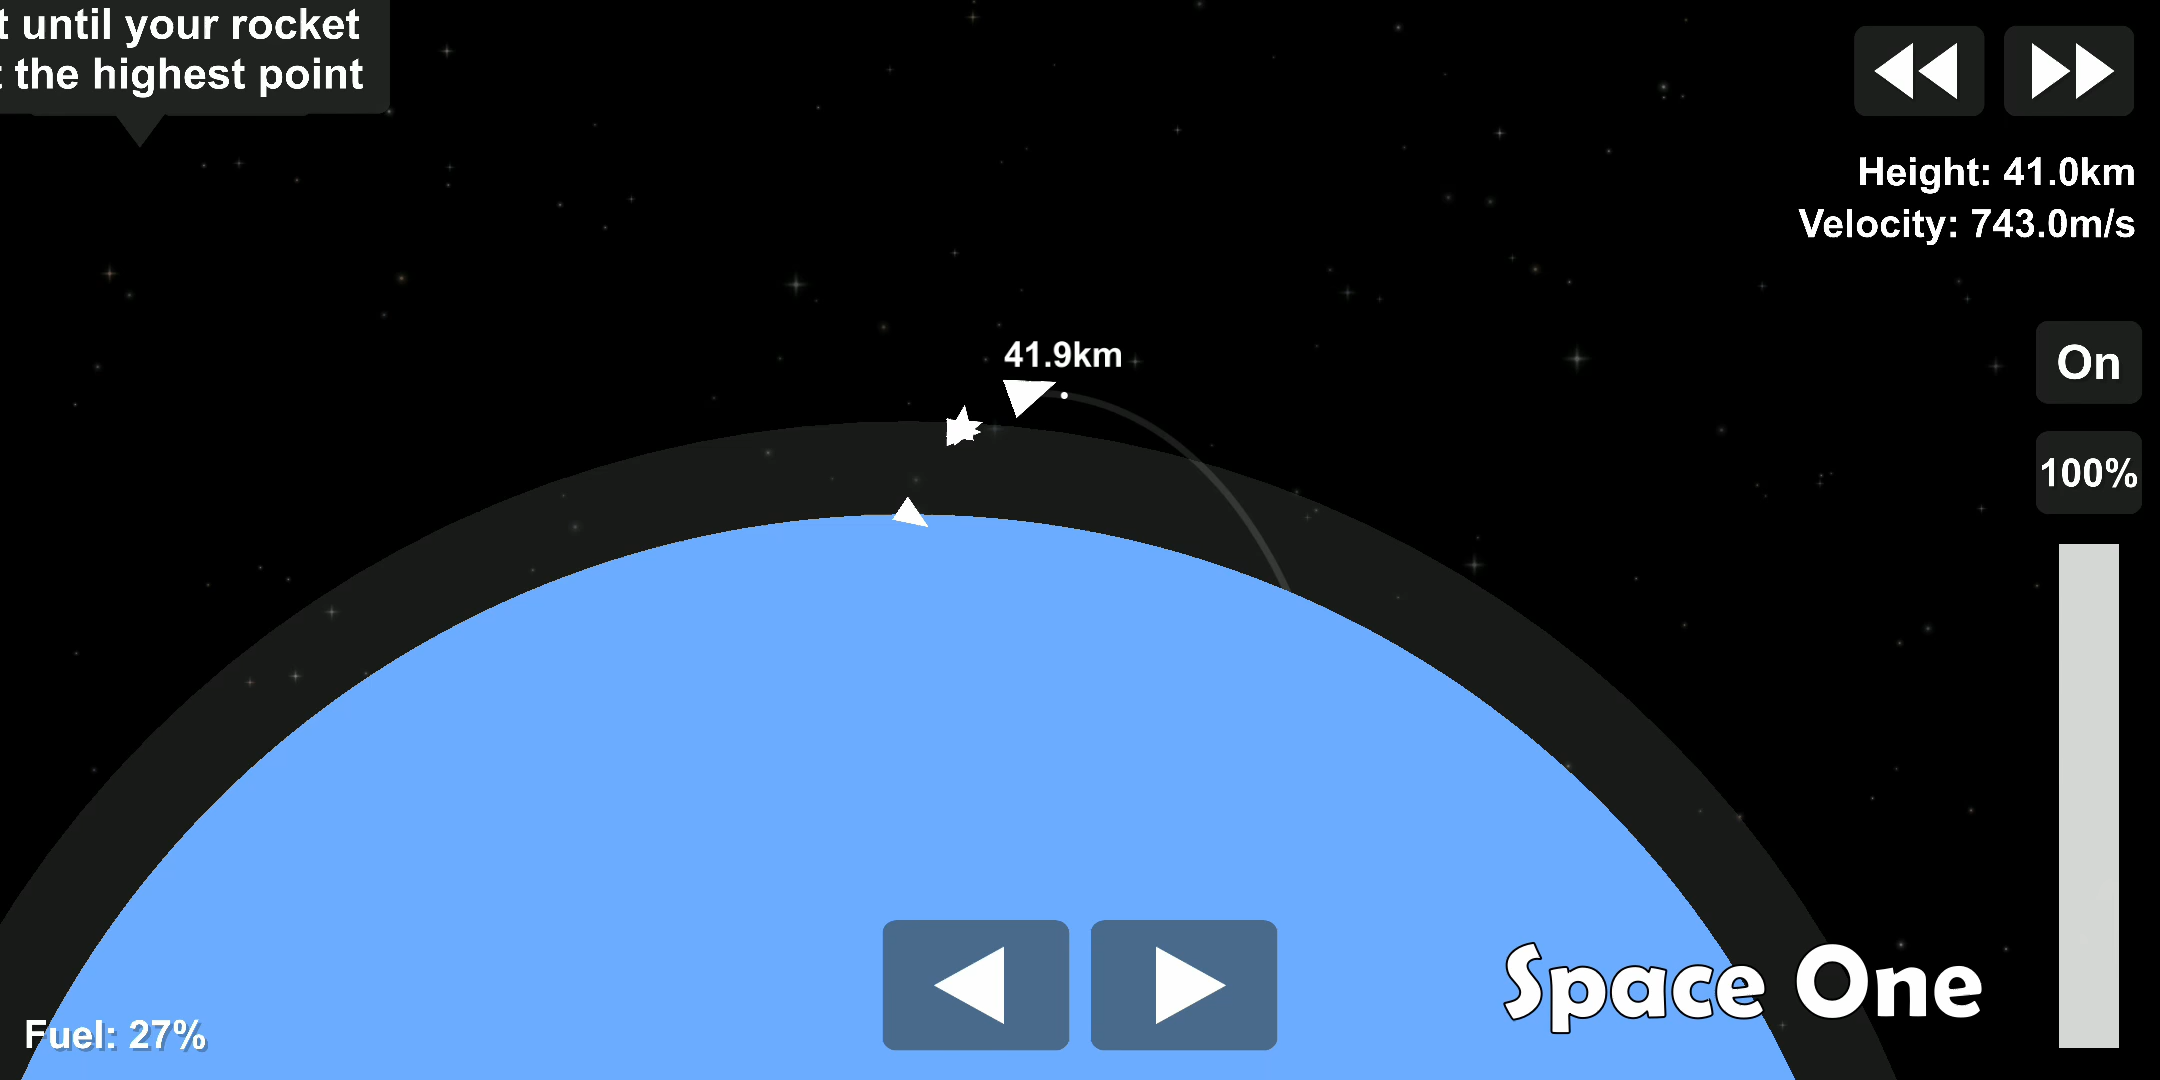 t until your rocket
the highest point
Height: 41.0km
Velocity: 743.0m/s
41.9km
On
100%
Space One
Fuel: 27%